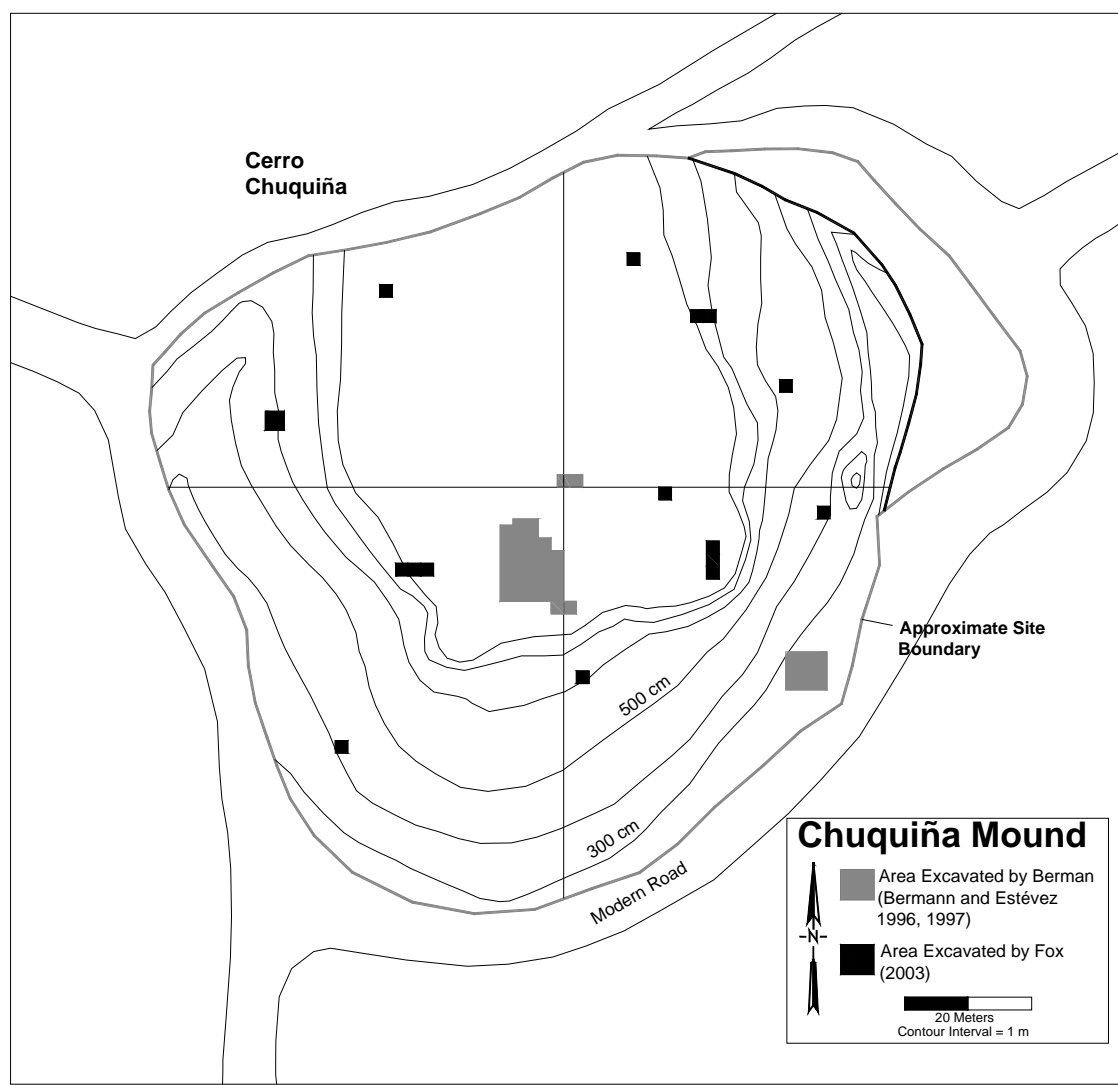 Cerro
Chuquiña
Approximate Site
Boundary
500 cm
300 cm
Modern Road
Chuquiña Mound
Area Excavated by Berman
(Bermann and Estévez
1996, 1997)
N
Area Excavated by Fox
(2003)
20 Meters
Contour Interval = 1 m